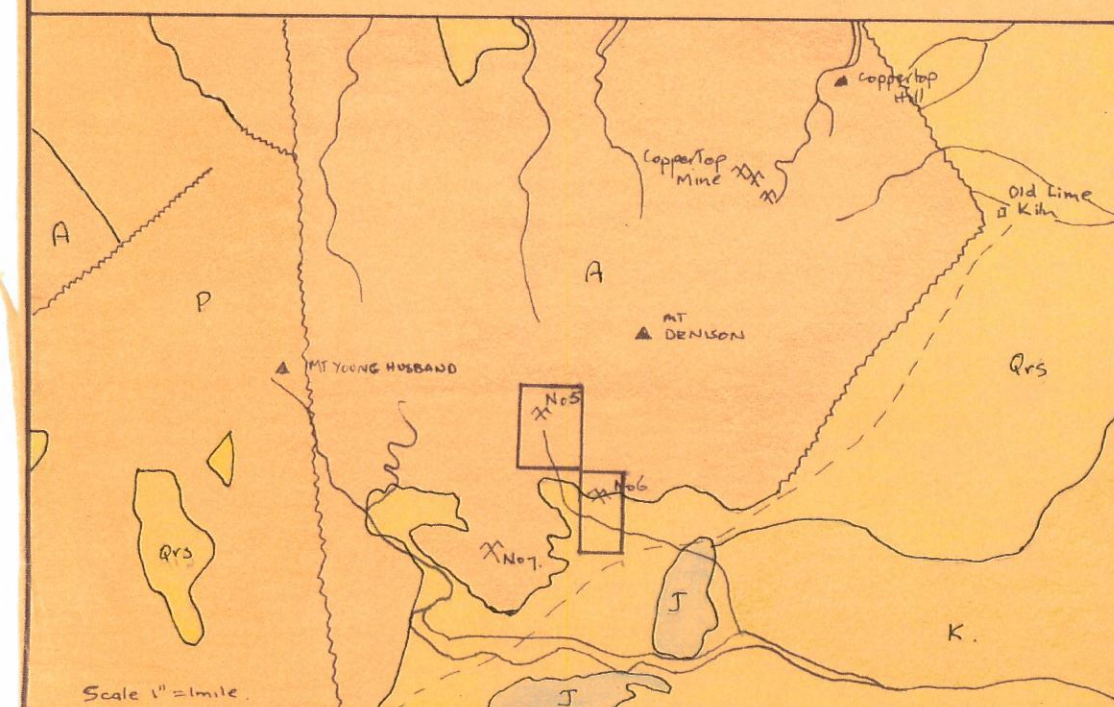 Coppertop
Hill
CopperTop
Mine
Old Lime
Kiln
A
A
P
MT
DENISON
MT YOUNG HUSBAND
Qrs
No5
No6
Qrs
No7.
J
K.
Scale 1" = 1mile.
J